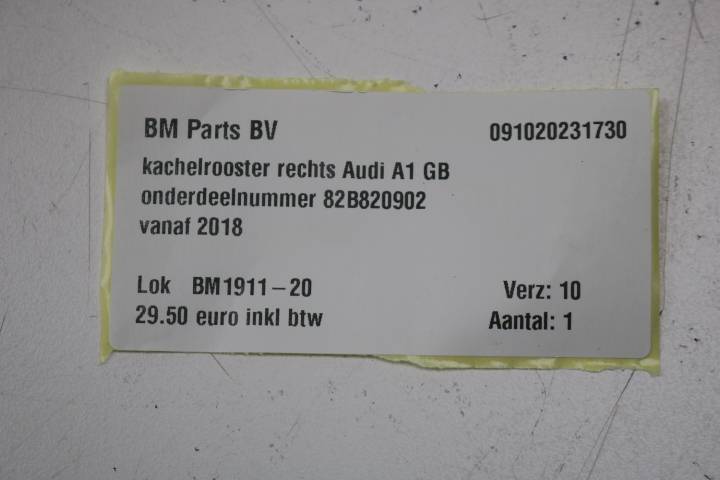 BM Parts BV 091020231730
kachelrooster rechts Audi A1 GB
onderdeelnummer 82B820902
vanaf 2018
Lok BM1911-20 Verz: 10
29.50 euro inkl btw Aantal: 1